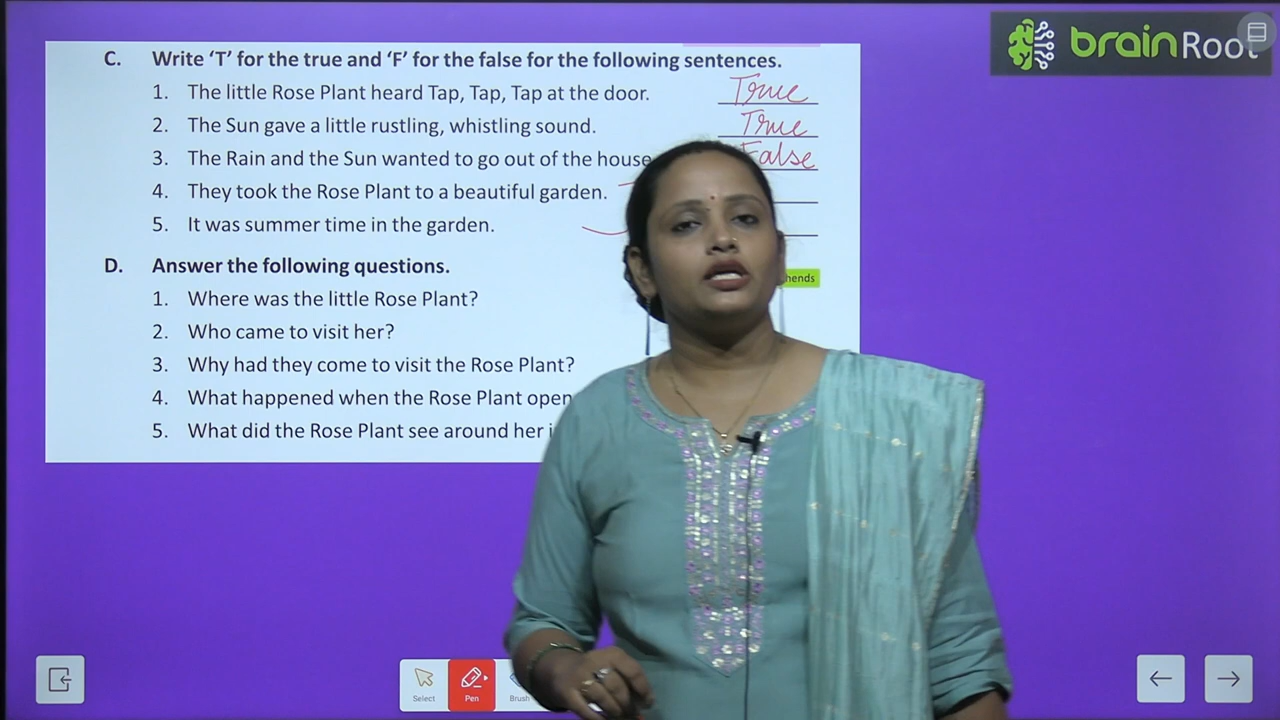 brainRoot
C. Write ‘T’ for the true and ‘F’ for the false for the following sentences.
1. The little Rose Plant heard Tap, Tap, Tap at the door. True
2. The Sun gave a little rustling, whistling sound. True
3. The Rain and the Sun wanted to go out of the house False
4. They took the Rose Plant to a beautiful garden.
5. It was summer time in the garden.
D. Answer the following questions.
hends
1. Where was the little Rose Plant?
2. Who came to visit her?
3. Why had they come to visit the Rose Plant?
4. What happened when the Rose Plant open
5. What did the Rose Plant see around her i
Select Pen Brush